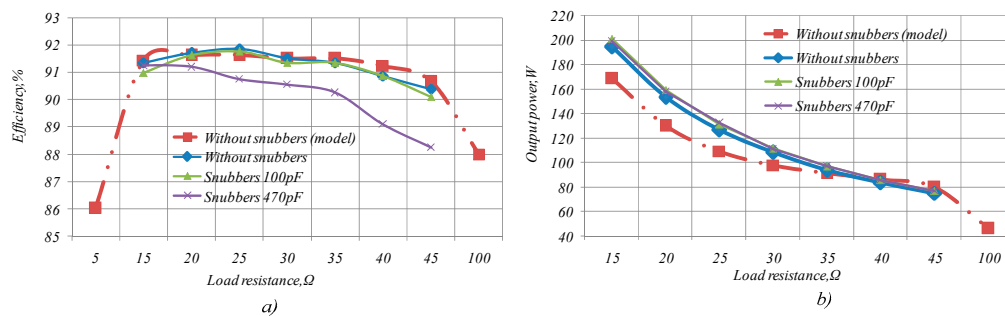 93
92
91
90
89
88
87
86
85
Efficiency,%
Without snubbers (model)
Without snubbers
Snubbers 100pF
Snubbers 470pF
5 15 20 25 30 35 40 45 100
Load resistance,Ω
a)
220
200
180
160
140
120
100
80
60
40
Output power,W
Without snubbers (model)
Without snubbers
Snubbers 100pF
Snubbers 470pF
15 20 25 30 35 40 45 100
Load resistance,Ω
b)